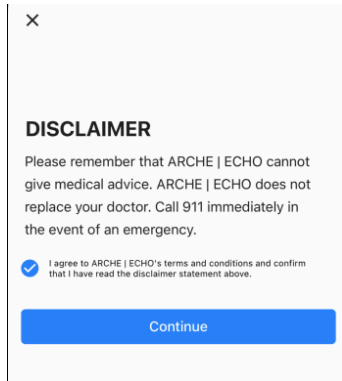 DISCLAIMER
Please remember that ARCHE | ECHO cannot
give medical advice. ARCHE | ECHO does not
replace your doctor. Call 911 immediately in
the event of an emergency.
I agree to ARCHE | ECHO's terms and conditions and confirm
that I have read the disclaimer statement above.
Continue